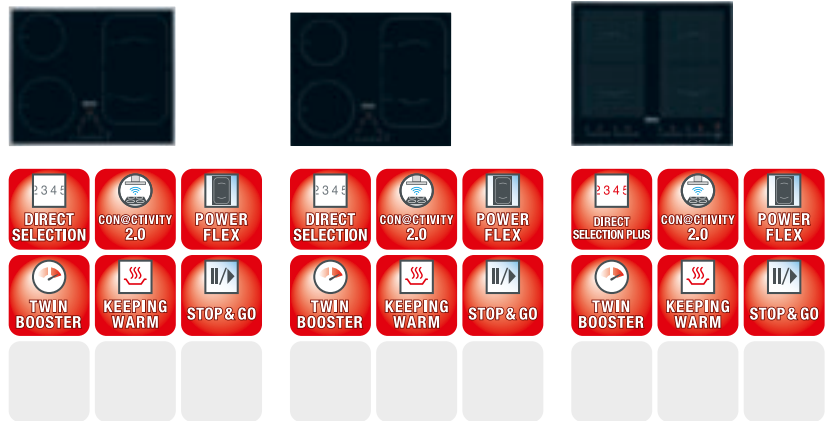 2345
DIRECT
SELECTION
CON@CTIVITY
2.0
POWER
FLEX
TWIN
BOOSTER
KEEPING
WARM
STOP & GO
2345
DIRECT
SELECTION
CON@CTIVITY
2.0
POWER
FLEX
TWIN
BOOSTER
KEEPING
WARM
STOP & GO
2345
DIRECT
SELECTION PLUS
CON@CTIVITY
2.0
POWER
FLEX
TWIN
BOOSTER
KEEPING
WARM
STOP & GO